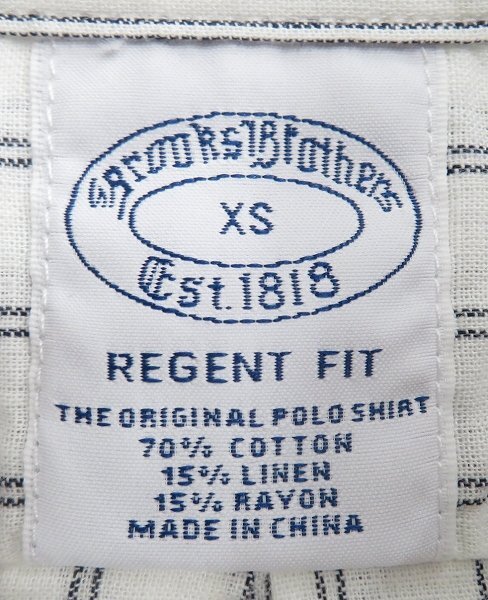 Brooks Brothers
XS
Est. 1818
REGENT FIT
THE ORIGINAL POLO SHIRT
70% COTTON
15% LINEN
15% RAYON
MADE IN CHINA